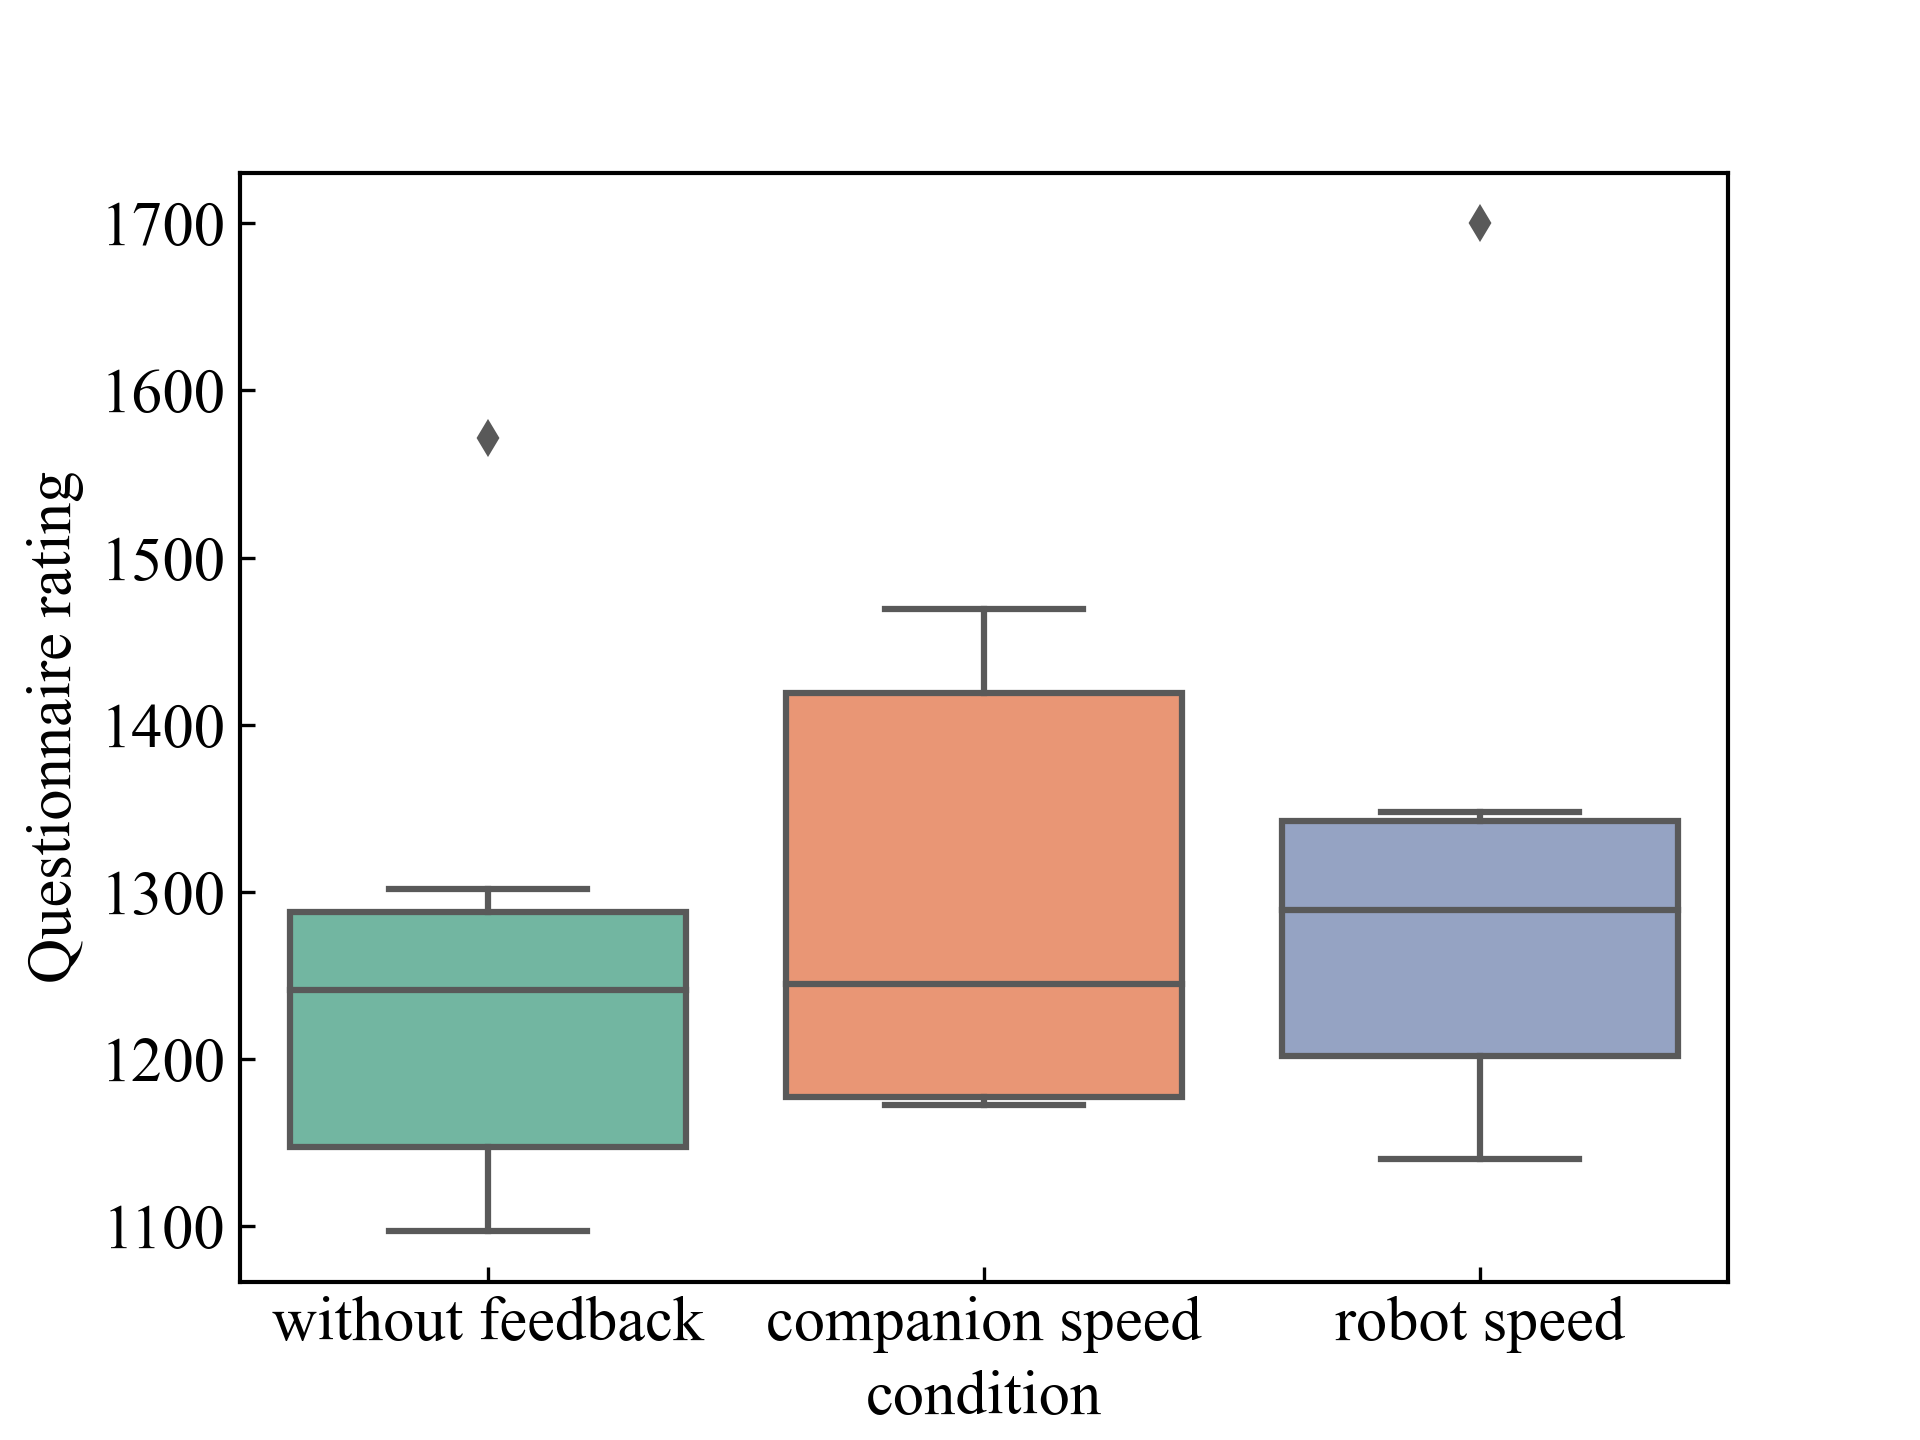 1700
1600
1500
1400
1300
1200
1100
Questionnaire rating
without feedback
companion speed
robot speed
condition